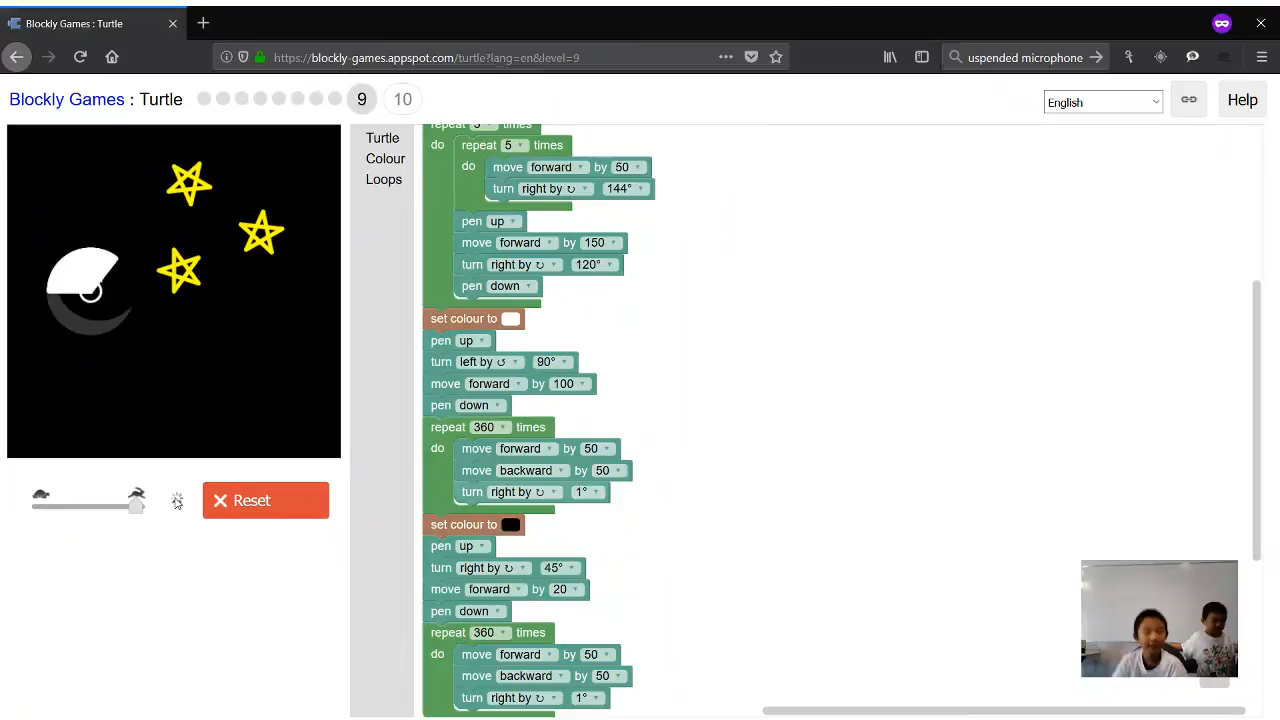 Blockly Games : Turtle
https://blockly-games.appspot.com/turtle?lang=en&level=9
uspended microphone
Blockly Games : Turtle
9
10
English
Help
Turtle
Colour
Loops
Reset
repeat 3 times
do repeat 5 times
do move forward by 50
turn right by ↻ 144°
pen up
move forward by 150
turn right by ↻ 120°
pen down
set colour to
pen up
turn left by ↺ 90°
move forward by 100
pen down
repeat 360 times
do move forward by 50
move backward by 50
turn right by ↻ 1°
set colour to
pen up
turn right by ↻ 45°
move forward by 20
pen down
repeat 360 times
do move forward by 50
move backward by 50
turn right by ↻ 1°